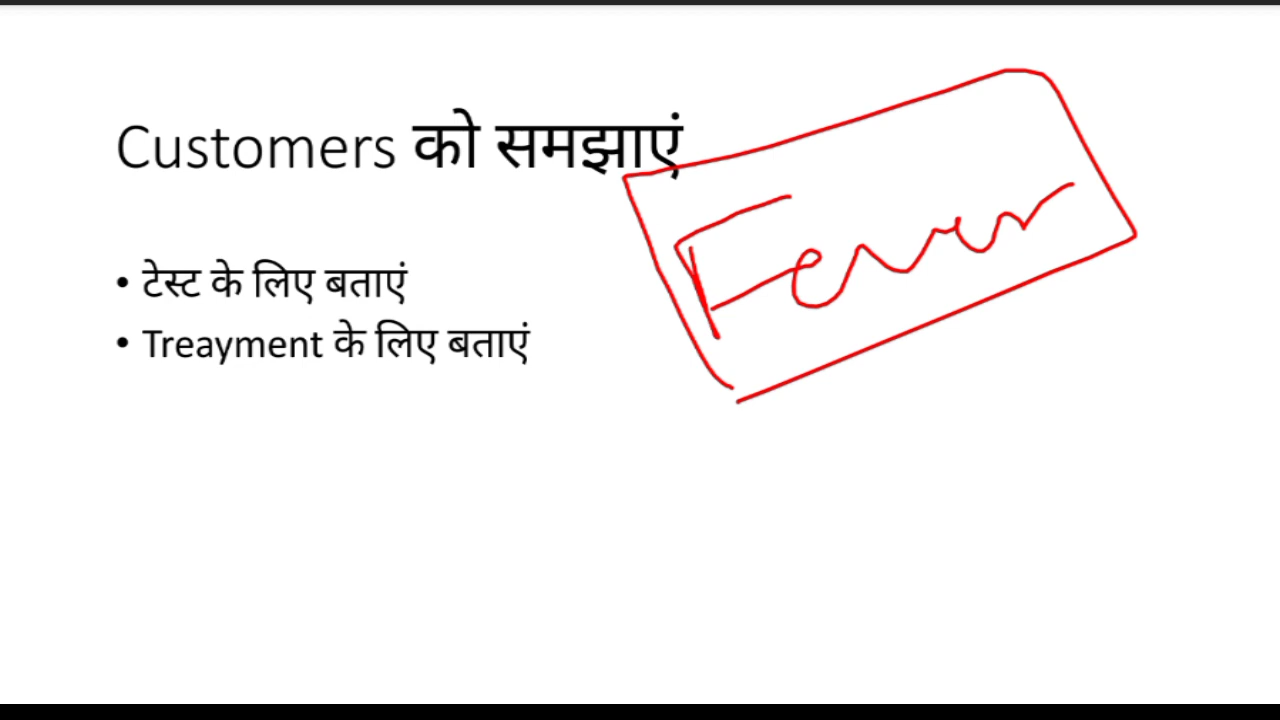 Customers को समझाएं
Fever
• टेस्ट के लिए बताएं
• Treayment के लिए बताएं